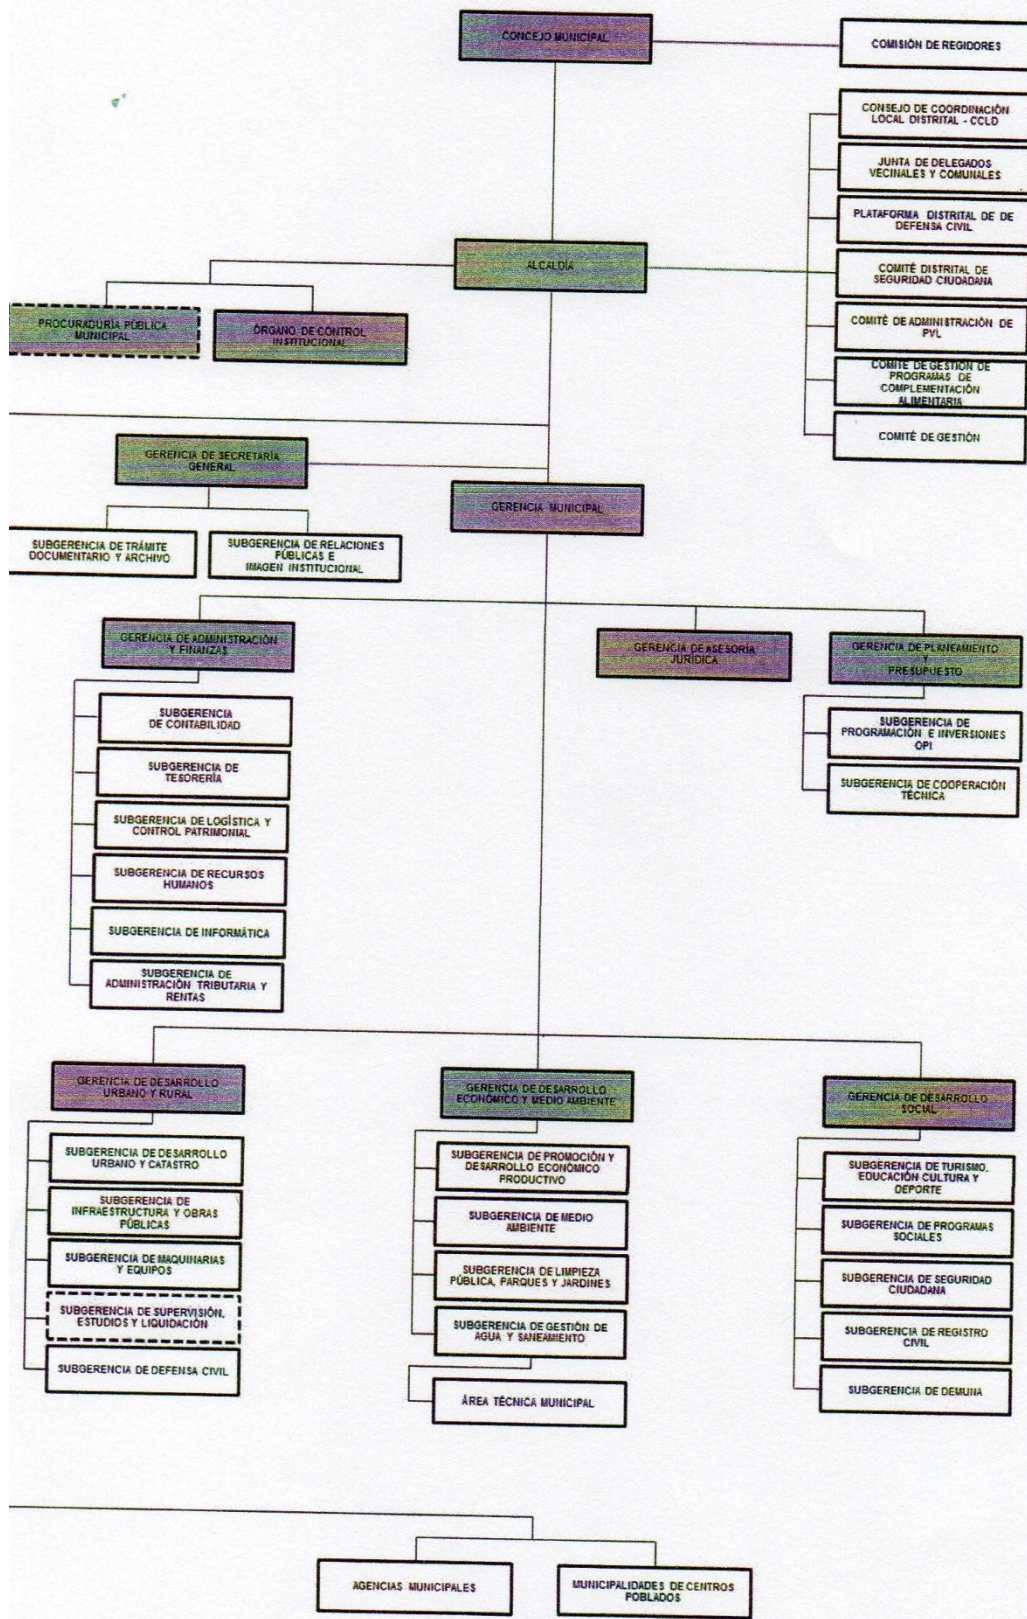 CONCEJO MUNICIPAL
COMISIÓN DE REGIDORES
CONSEJO DE COORDINACIÓN
LOCAL DISTRITAL - CCLD
JUNTA DE DELEGADOS
VECINALES Y COMUNALES
PLATAFORMA DISTRITAL DE DE
DEFENSA CIVIL
ALCALDÍA
COMITÉ DISTRITAL DE
SEGURIDAD CIUDADANA
PROCURADURÍA PÚBLICA
MUNICIPAL
ÓRGANO DE CONTROL
INSTITUCIONAL
COMITÉ DE ADMINISTRACIÓN DE
PVL
COMITÉ DE GESTIÓN DE
PROGRAMAS DE
COMPLEMENTACIÓN
ALIMENTARIA
COMITÉ DE GESTIÓN
GERENCIA DE SECRETARÍA
GENERAL
GERENCIA MUNICIPAL
SUBGERENCIA DE TRÁMITE
DOCUMENTARIO Y ARCHIVO
SUBGERENCIA DE RELACIONES
PÚBLICAS E
IMAGEN INSTITUCIONAL
GERENCIA DE ADMINISTRACIÓN
Y FINANZAS
GERENCIA DE ASESORÍA
JURÍDICA
GERENCIA DE PLANEAMIENTO
Y
PRESUPUESTO
SUBGERENCIA
DE CONTABILIDAD
SUBGERENCIA DE
TESORERÍA
SUBGERENCIA DE LOGÍSTICA Y
CONTROL PATRIMONIAL
SUBGERENCIA DE RECURSOS
HUMANOS
SUBGERENCIA DE INFORMÁTICA
SUBGERENCIA DE
ADMINISTRACIÓN TRIBUTARIA Y
RENTAS
SUBGERENCIA DE
PROGRAMACIÓN E INVERSIONES
OPI
SUBGERENCIA DE COOPERACIÓN
TÉCNICA
GERENCIA DE DESARROLLO
URBANO Y RURAL
SUBGERENCIA DE DESARROLLO
URBANO Y CATASTRO
SUBGERENCIA DE
INFRAESTRUCTURA Y OBRAS
PÚBLICAS
SUBGERENCIA DE MAQUINARIAS
Y EQUIPOS
SUBGERENCIA DE SUPERVISIÓN,
ESTUDIOS Y LIQUIDACIÓN
SUBGERENCIA DE DEFENSA CIVIL
GERENCIA DE DESARROLLO
ECONÓMICO Y MEDIO AMBIENTE
SUBGERENCIA DE PROMOCIÓN Y
DESARROLLO ECONÓMICO
PRODUCTIVO
SUBGERENCIA DE MEDIO
AMBIENTE
SUBGERENCIA DE LIMPIEZA
PÚBLICA, PARQUES Y JARDINES
SUBGERENCIA DE GESTIÓN DE
AGUA Y SANEAMIENTO
ÁREA TÉCNICA MUNICIPAL
GERENCIA DE DESARROLLO
SOCIAL
SUBGERENCIA DE TURISMO,
EDUCACIÓN CULTURA Y
DEPORTE
SUBGERENCIA DE PROGRAMAS
SOCIALES
SUBGERENCIA DE SEGURIDAD
CIUDADANA
SUBGERENCIA DE REGISTRO
CIVIL
SUBGERENCIA DE DEMUNA
AGENCIAS MUNICIPALES
MUNICIPALIDADES DE CENTROS
POBLADOS